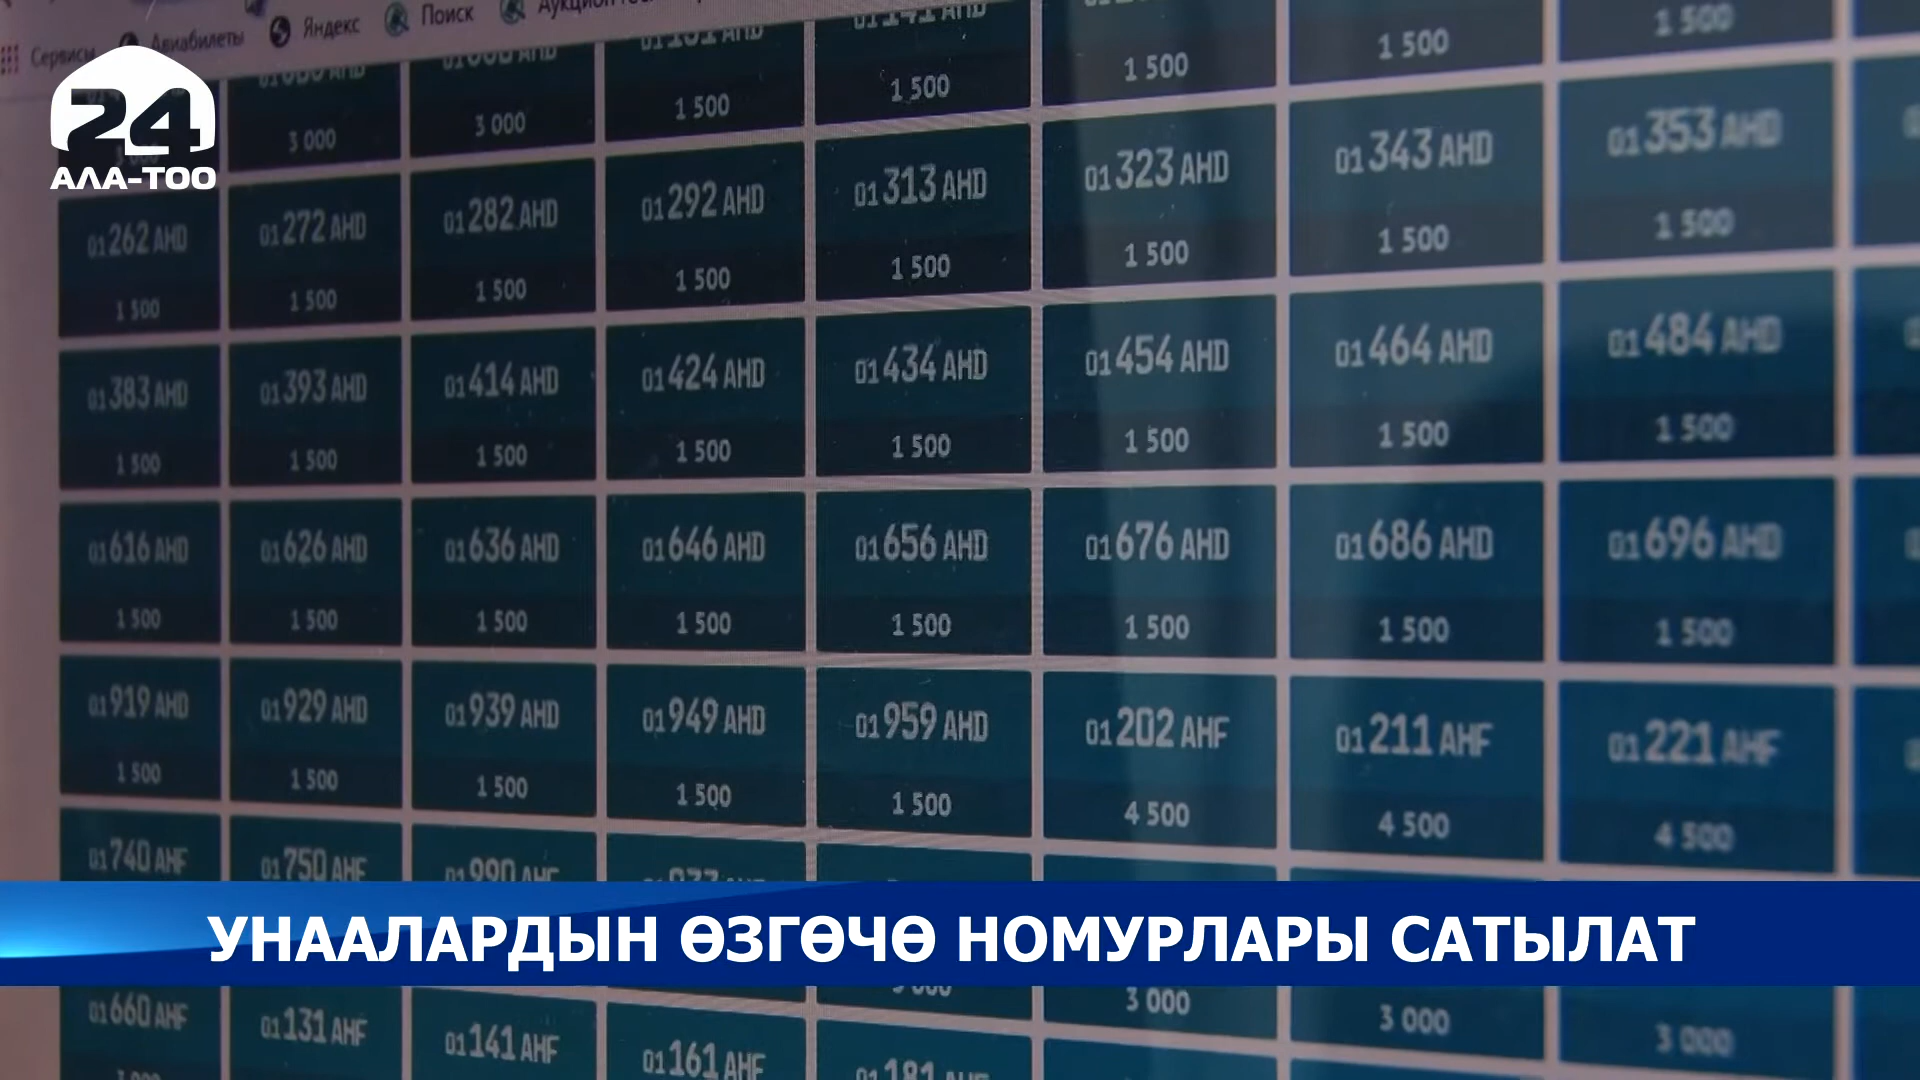 Сервисы Авиабилеты Яндекс Поиск
24
АЛА-ТОО
1 500 1 500
3 000 3 000 1 500 1 500 1 500
01 262 AHD 01 272 AHD 01 282 AHD 01 292 AHD 01 313 AHD 01 323 AHD 01 343 AHD 01 353 AHD
1 500 1 500 1 500 1 500 1 500 1 500 1 500 1 500
01 383 AHD 01 393 AHD 01 414 AHD 01 424 AHD 01 434 AHD 01 454 AHD 01 464 AHD 01 484 AHD
1 500 1 500 1 500 1 500 1 500 1 500 1 500 1 500
01 616 AHD 01 626 AHD 01 636 AHD 01 646 AHD 01 656 AHD 01 676 AHD 01 686 AHD 01 696 AHD
1 500 1 500 1 500 1 500 1 500 1 500 1 500 1 500
01 919 AHD 01 929 AHD 01 939 AHD 01 949 AHD 01 959 AHD 01 202 AHF 01 211 AHF 01 221 AHF
1 500 1 500 1 500 1 500 1 500 4 500 4 500 4 500
01 740 AHF 01 750 AHF 01 990 AHF
УНААЛАРДЫН ӨЗГӨЧӨ НОМУРЛАРЫ САТЫЛАТ
3 000 3 000 3 000
01 660 AHF 01 131 AHF 01 141 AHF 01 161 AHF 01 181